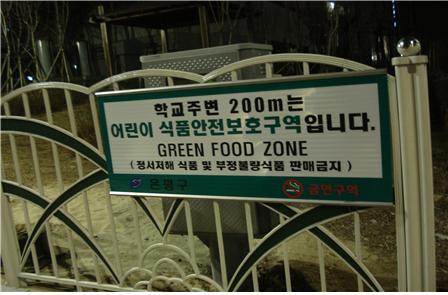 학교주변 200m는
어린이 식품안전보호구역입니다.
GREEN FOOD ZONE
( 정서저해 식품 및 부정불량식품 판매금지 )
은평구 금연구역